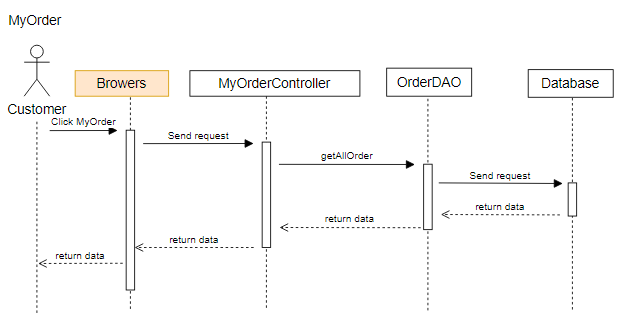 MyOrder
Customer
Browers
MyOrderController
OrderDAO
Database
Click MyOrder
Send request
getAllOrder
Send request
return data
return data
return data
return data